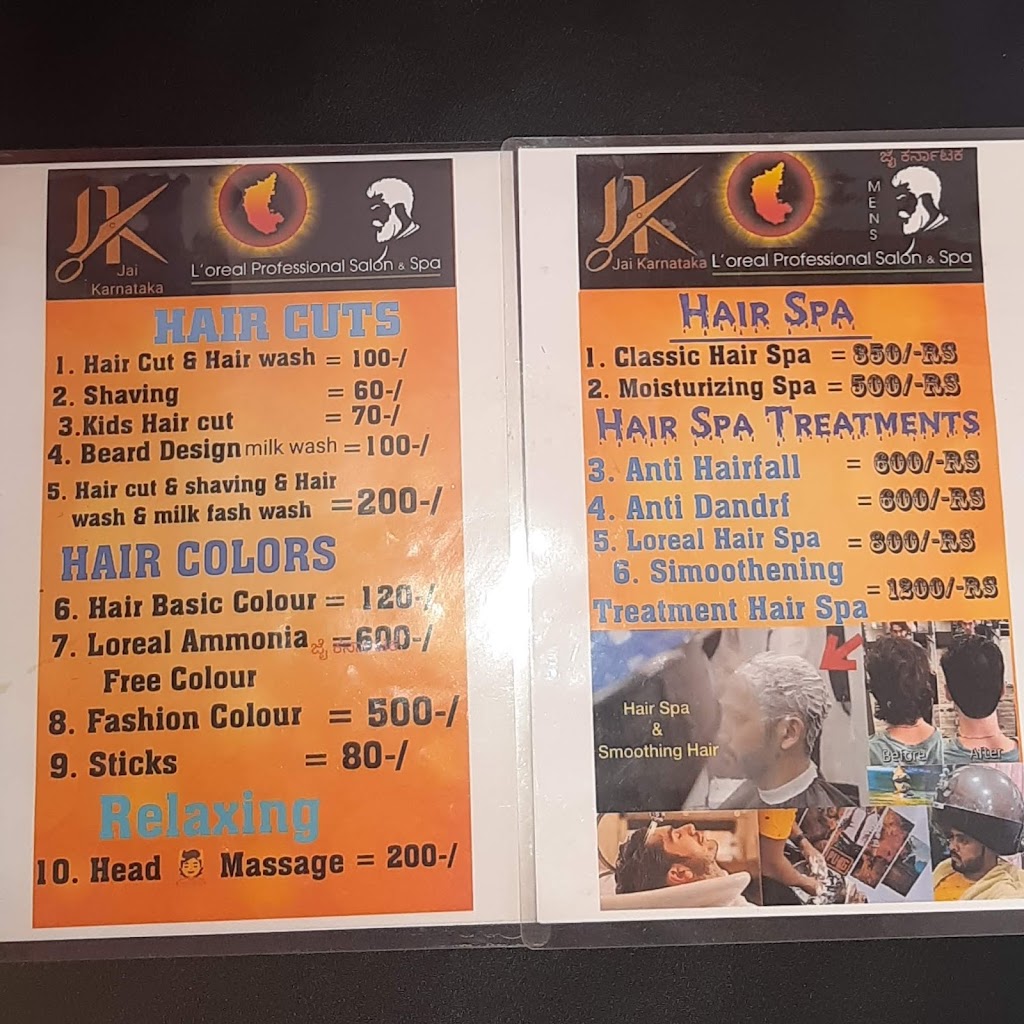 JK
Jai
Karnataka
L'oreal Professional Salon & Spa
HAIR CUTS
1. Hair Cut & Hair wash = 100-/
2. Shaving = 60-/
3.Kids Hair cut = 70-/
4. Beard Design milk wash =100-/
5. Hair cut & shaving & Hair
wash & milk fash wash =200-/
HAIR COLORS
6. Hair Basic Colour = 120-/
7. Loreal Ammonia =600-/
Free Colour
8. Fashion Colour = 500-/
9. Sticks = 80-/
Relaxing
10. Head Massage = 200-/
ಜೈ ಕರ್ನಾಟಕ
MENS
JK
Jai Karnataka
L'oreal Professional Salon & Spa
HAIR SPA
1. Classic Hair Spa = 350/-RS
2. Moisturizing Spa = 500/-RS
HAIR SPA TREATMENTS
3. Anti Hairfall = 600/-RS
4. Anti Dandrf = 600/-RS
5. Loreal Hair Spa = 800/-RS
6. Simoothening
Treatment Hair Spa = 1200/-RS
Hair Spa
&
Smoothing Hair
Before
After
PUBG